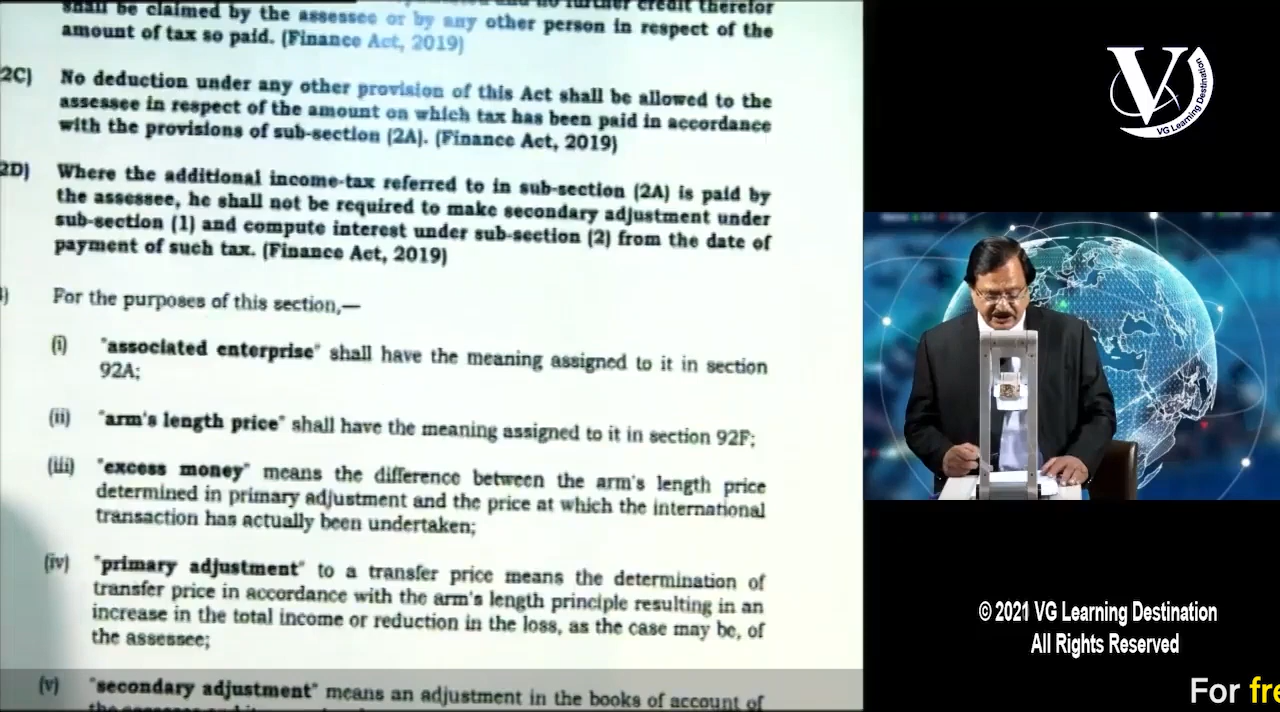 shall be claimed by the assessee or by any other person in respect of the
amount of tax so paid. (Finance Act, 2019)
2C) No deduction under any other provision of this Act shall be allowed to the
assessee in respect of the amount on which tax has been paid in accordance
with the provisions of sub-section (2A). (Finance Act, 2019)
2D) Where the additional income-tax referred to in sub-section (2A) is paid by
the assessee, he shall not be required to make secondary adjustment under
sub-section (1) and compute interest under sub-section (2) from the date of
payment of such tax. (Finance Act, 2019)
) For the purposes of this section,—
(i) "associated enterprise" shall have the meaning assigned to it in section
92A;
(ii) "arm's length price" shall have the meaning assigned to it in section 92F;
(iii) "excess money" means the difference between the arm's length price
determined in primary adjustment and the price at which the international
transaction has actually been undertaken;
(iv) "primary adjustment" to a transfer price means the determination of
transfer price in accordance with the arm's length principle resulting in an
increase in the total income or reduction in the loss, as the case may be, of
the assessee;
(v) "secondary adjustment" means an adjustment in the books of account of
VG
VG Learning Destination
© 2021 VG Learning Destination
All Rights Reserved
For fre